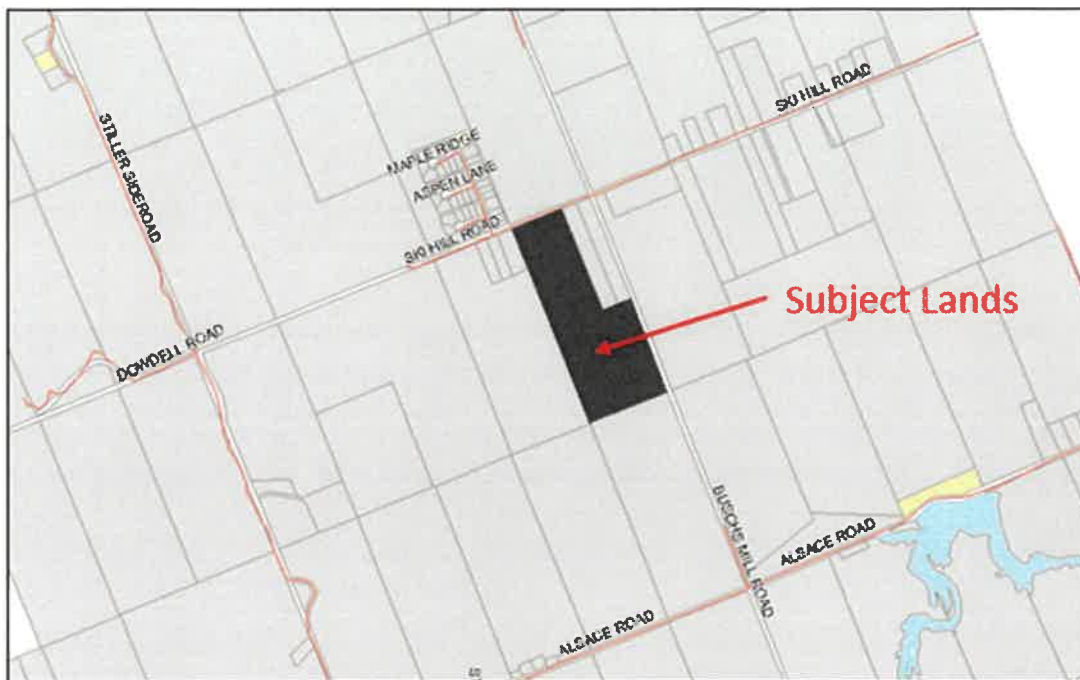 SKI HILL ROAD
STILLER SIDEROAD
MAPLE RIDGE
ASPEN LANE
SKI HILL ROAD
Subject Lands
DOWDELL ROAD
BUSCHS MILL ROAD
ALSACE ROAD
ALSACE ROAD